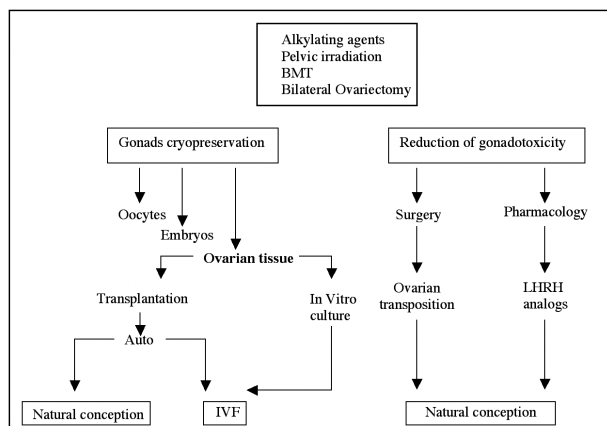 Alkylating agents
Pelvic irradiation
BMT
Bilateral Ovariectomy
Gonads cryopreservation
Reduction of gonadotoxicity
Oocytes
Embryos
Ovarian tissue
Surgery
Pharmacology
Transplantation
In Vitro
culture
Ovarian
transposition
LHRH
analogs
Auto
Natural conception
IVF
Natural conception